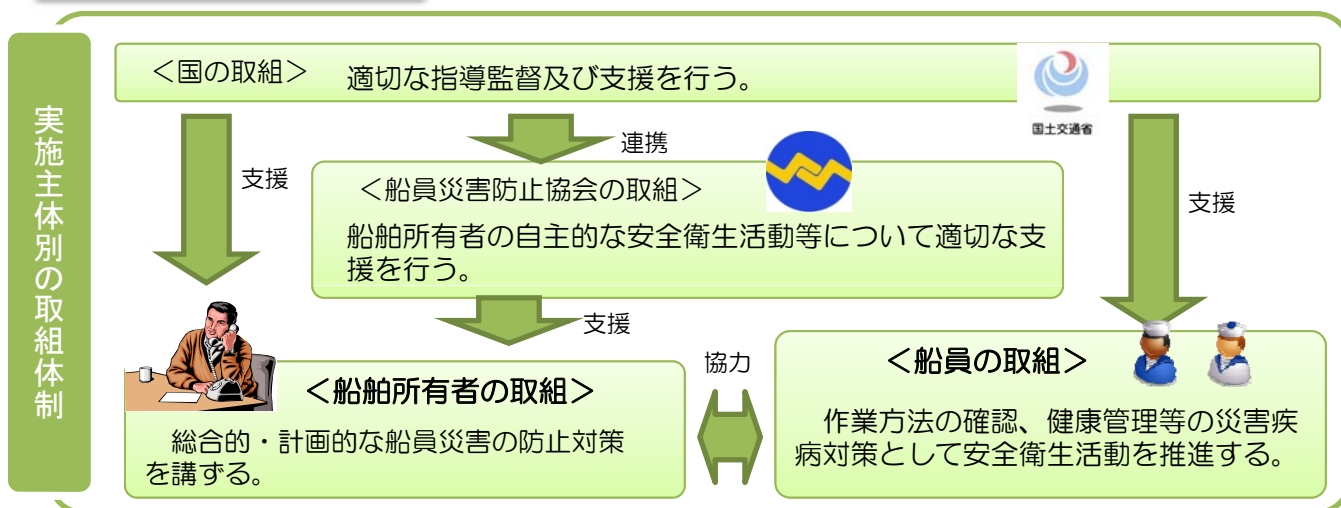 実施主体別の取組体制
＜国の取組＞ 適切な指導監督及び支援を行う。
国土交通省
支援
連携
支援
＜船員災害防止協会の取組＞
船舶所有者の自主的な安全衛生活動等について適切な支
援を行う。
支援
＜船舶所有者の取組＞
総合的・計画的な船員災害の防止対策
を講ずる。
協力
＜船員の取組＞
作業方法の確認、健康管理等の災害疾
病対策として安全衛生活動を推進する。